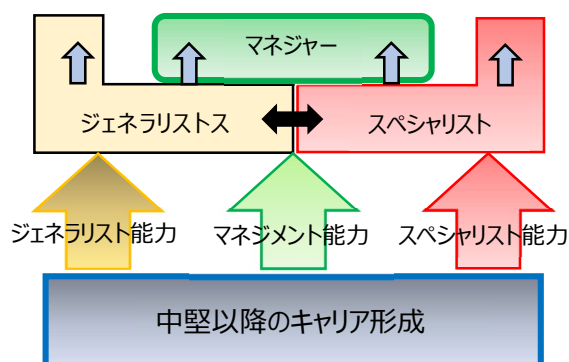 マネジャー
ジェネラリストス
スペシャリスト
ジェネラリスト能力
マネジメント能力
スペシャリスト能力
中堅以降のキャリア形成